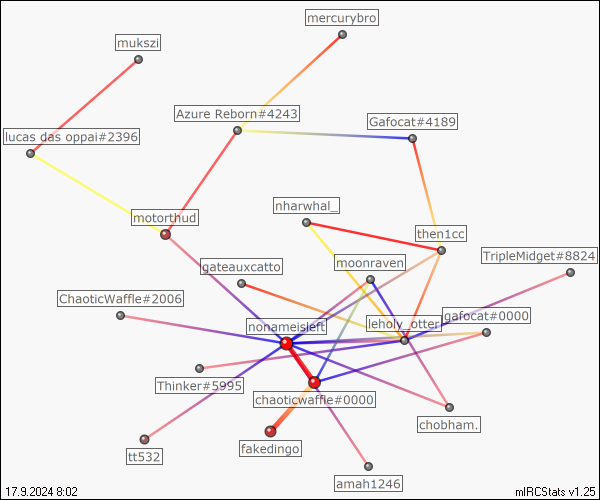 mercurybro
mukszi
Azure Reborn#4243
Gafocat#4189
lucas das oppai#2396
nharwhal_
motorthud
then1cc
TripleMidget#8824
moonraven
gateauxcatto
ChaoticWaffle#2006
nonameisleft
leholy_otter
gafocat#0000
Thinker#5995
chaoticwaffle#0000
chobham.
fakedingo
tt532
amah1246
17.9.2024 8:02
mIRCStats v1.25